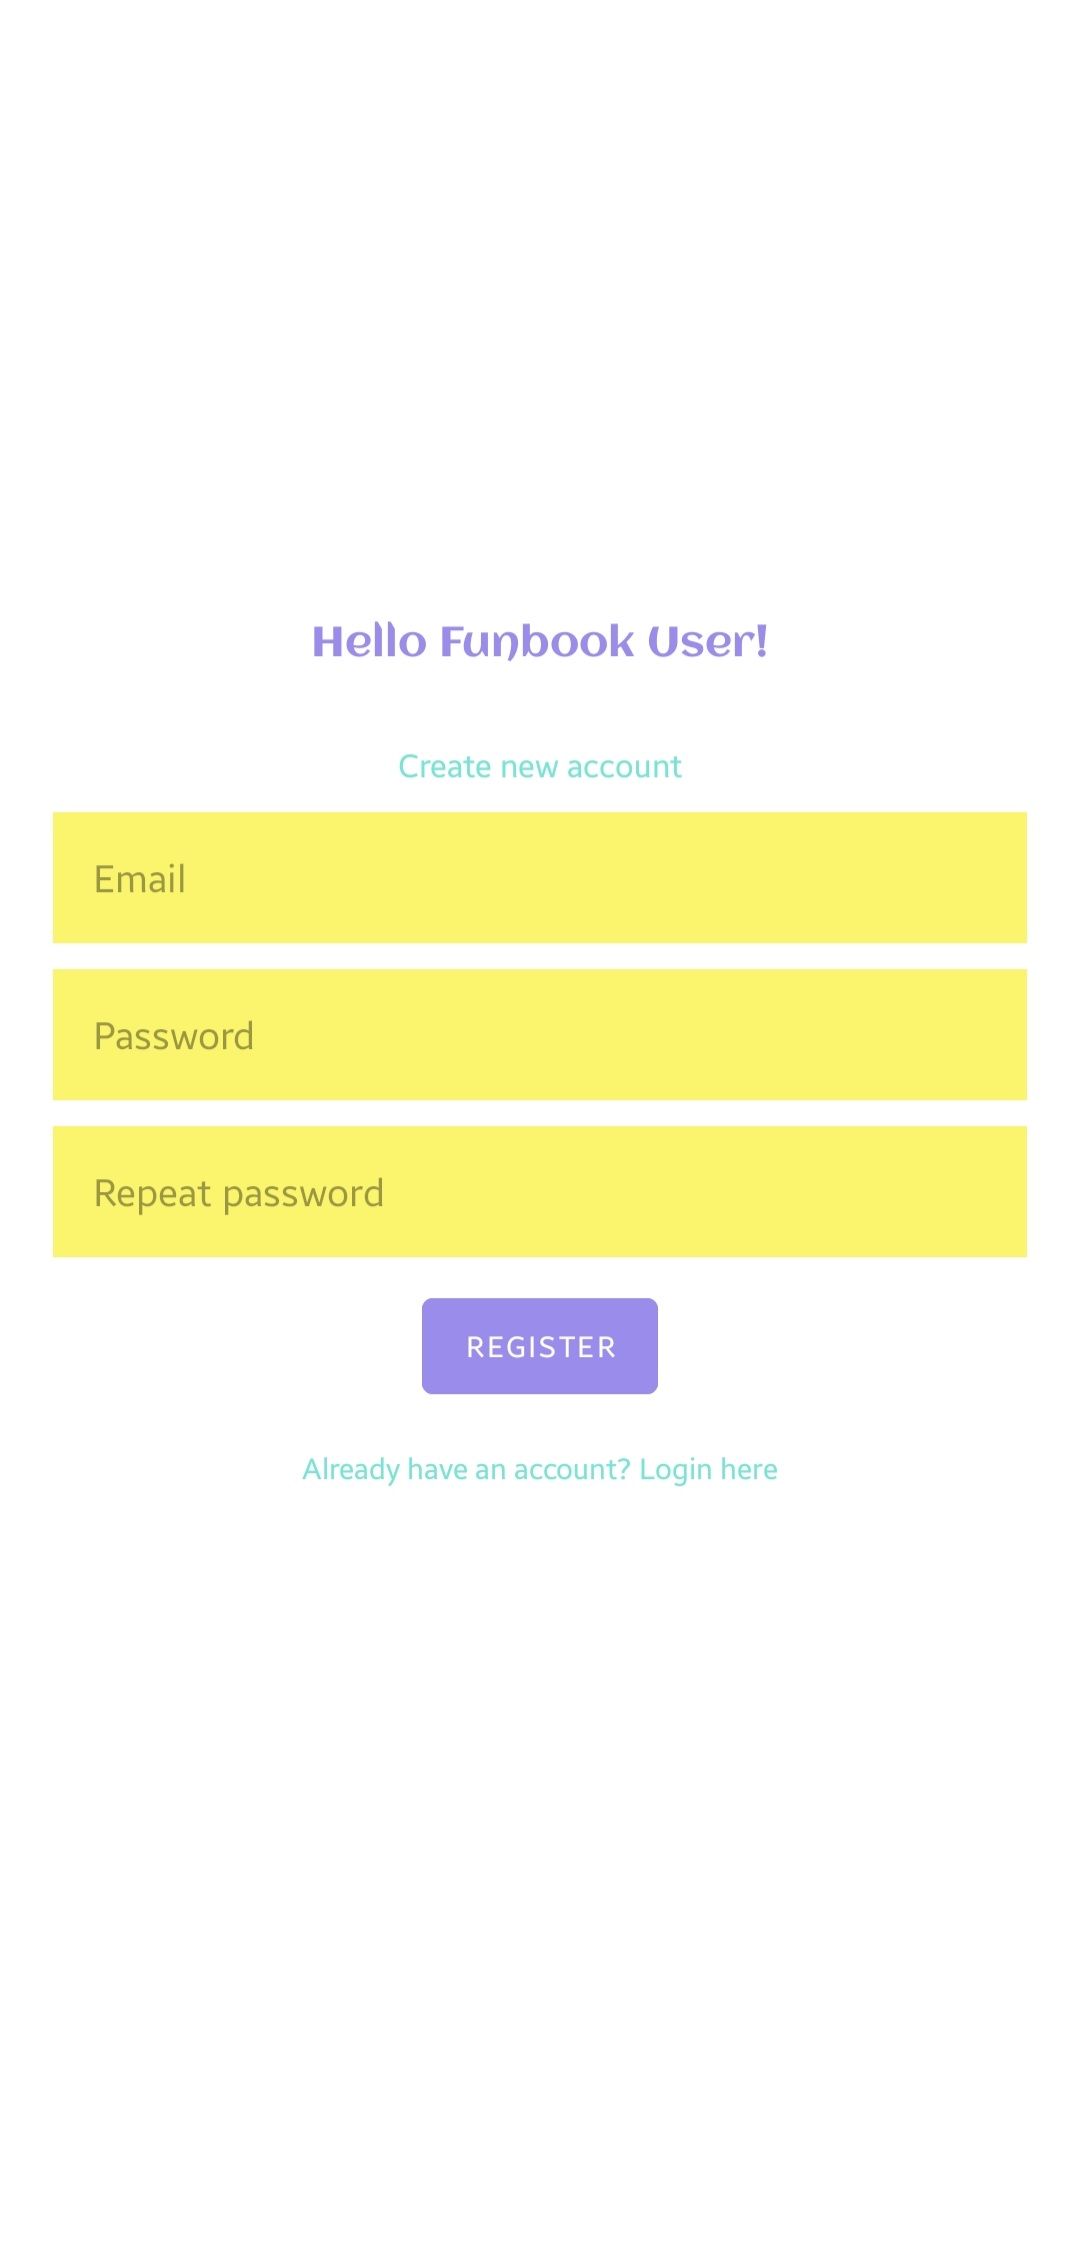 Hello Funbook User!
Create new account
Email
Password
Repeat password
REGISTER
Already have an account? Login here